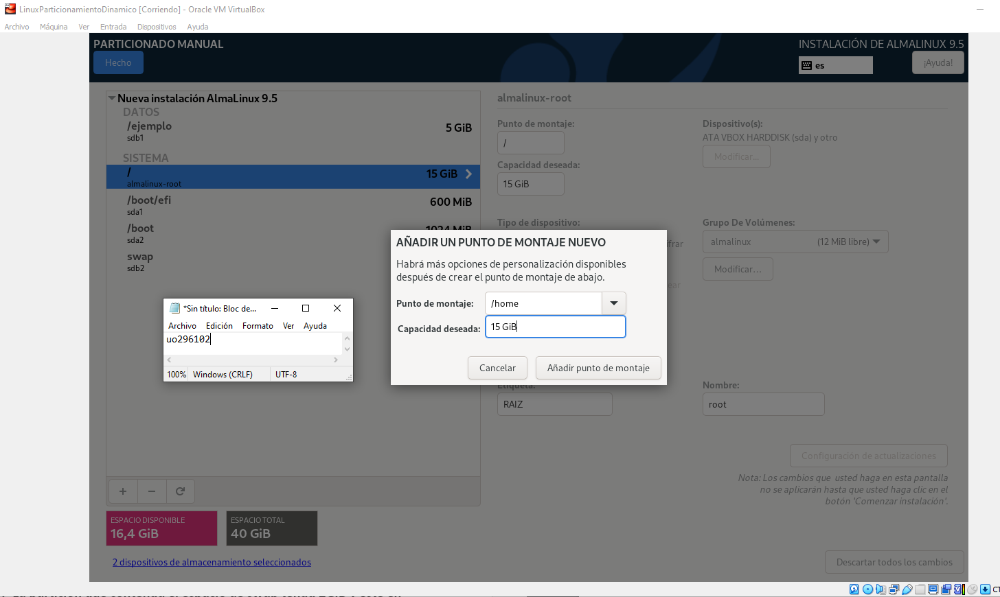 LinuxParticionamientoDinamico [Corriendo] - Oracle VM VirtualBox
Archivo Máquina Ver Entrada Dispositivos Ayuda
PARTICIONADO MANUAL
INSTALACIÓN DE ALMALINUX 9.5
Hecho
es
¡Ayuda!
Nueva instalación AlmaLinux 9.5
DATOS
/ejemplo
5 GiB
sdb1
SISTEMA
/
15 GiB
almalinux-root
/boot/efi
600 MiB
sda1
/boot
1024 MiB
sda2
swap
sdb2
almalinux-root
Punto de montaje:
/
Capacidad deseada:
15 GiB
Dispositivo(s):
ATA VBOX HARDDISK (sda) y otro
Modificar...
Tipo de dispositivo:
Grupo De Volúmenes:
almalinux (12 MiB libre)
Modificar...
AÑADIR UN PUNTO DE MONTAJE NUEVO
Habrá más opciones de personalización disponibles
después de crear el punto de montaje de abajo.
Punto de montaje: /home
Capacidad deseada: 15 GiB
Cancelar Añadir punto de montaje
*Sin título: Bloc de...
Archivo Edición Formato Ver Ayuda
uo296102
100% Windows (CRLF) UTF-8
Etiqueta:
RAIZ
Nombre:
root
Configuración de actualizaciones
Nota: Los cambios que usted haga en esta pantalla
no se aplicarán hasta que usted haga clic en el
botón 'Comenzar instalación'.
ESPACIO DISPONIBLE
16,4 GiB
ESPACIO TOTAL
40 GiB
2 dispositivos de almacenamiento seleccionados
Descartar todos los cambios